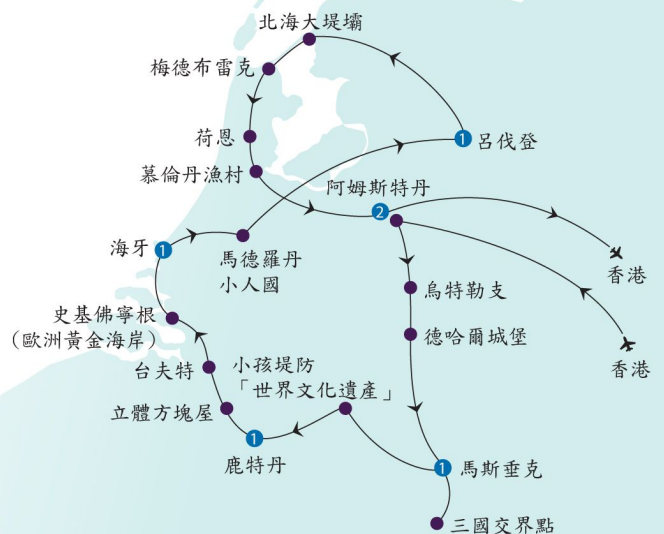 北海大堤壩
梅德布雷克
荷恩
1
呂伐登
慕倫丹漁村
阿姆斯特丹
2
海牙
1
馬德羅丹
小人國
香港
烏特勒支
史基佛寧根
（歐洲黃金海岸）
德哈爾城堡
香港
台夫特
小孩堤防
「世界文化遺產」
立體方塊屋
1
鹿特丹
1
馬斯垂克
三國交界點